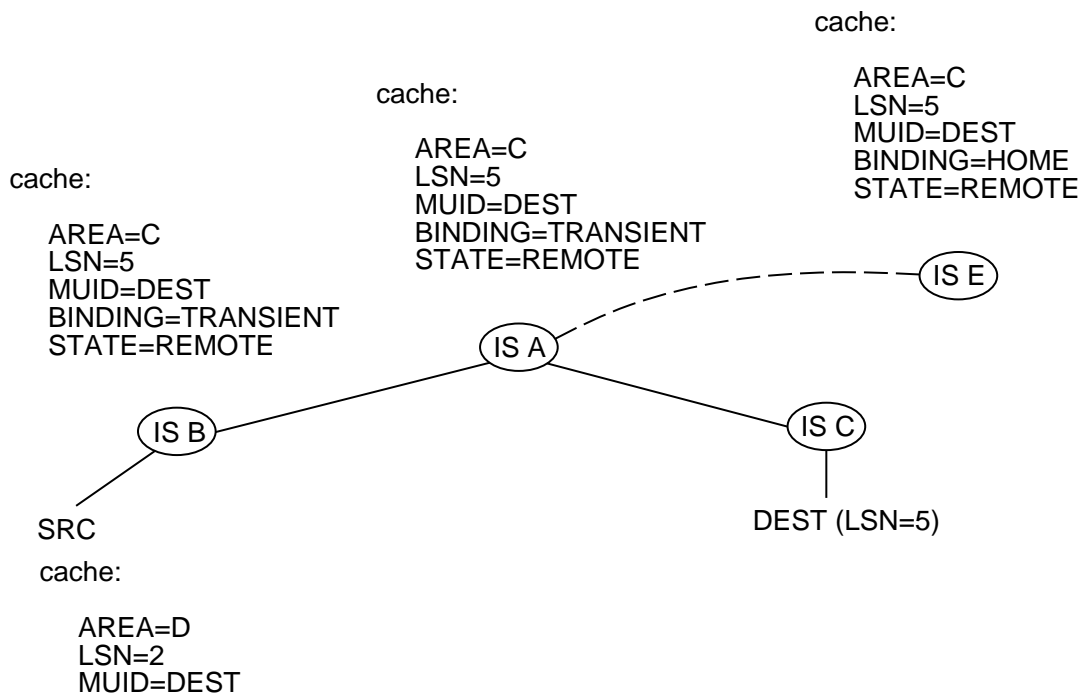 cache:
AREA=C
LSN=5
MUID=DEST
BINDING=HOME
STATE=REMOTE
cache:
AREA=C
LSN=5
MUID=DEST
BINDING=TRANSIENT
STATE=REMOTE
cache:
AREA=C
LSN=5
MUID=DEST
BINDING=TRANSIENT
STATE=REMOTE
IS E
IS A
IS B
IS C
SRC
DEST (LSN=5)
cache:
AREA=D
LSN=2
MUID=DEST